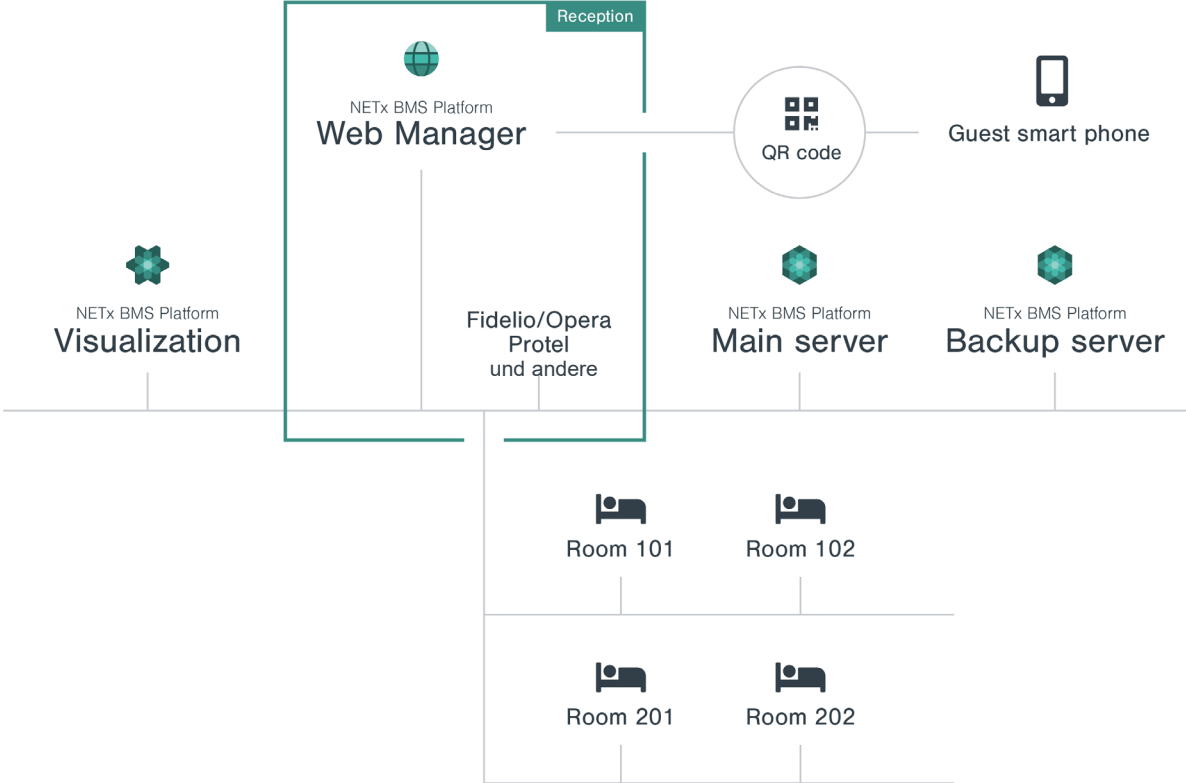 Reception
NETx BMS Platform
Web Manager
QR code
Guest smart phone
NETx BMS Platform
Visualization
Fidelio/Opera
Protel
und andere
NETx BMS Platform
Main server
NETx BMS Platform
Backup server
Room 101
Room 102
Room 201
Room 202